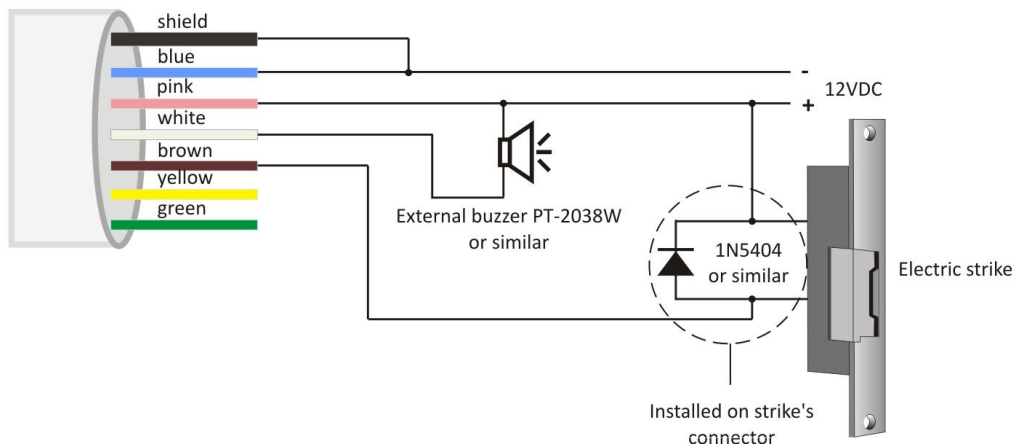 shield
blue
pink
white
brown
yellow
green
-
+
12VDC
External buzzer PT-2038W
or similar
1N5404
or similar
Electric strike
Installed on strike's
connector